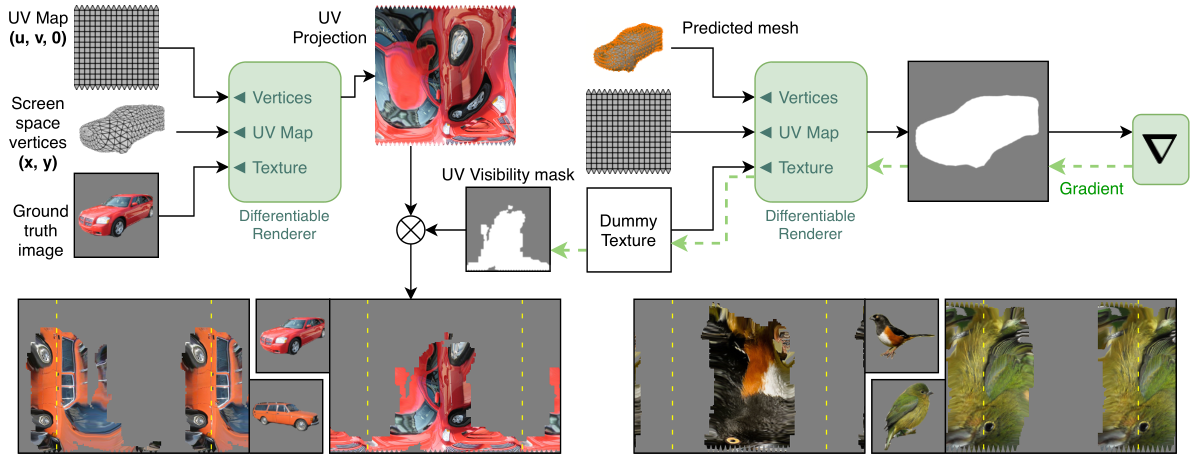 UV Map
(u, v, 0)
Screen
space
vertices
(x, y)
Ground
truth
image
Vertices
UV Map
Texture
Differentiable
Renderer
UV
Projection
UV Visibility mask
Predicted mesh
Vertices
UV Map
Texture
Differentiable
Renderer
Dummy
Texture
Gradient